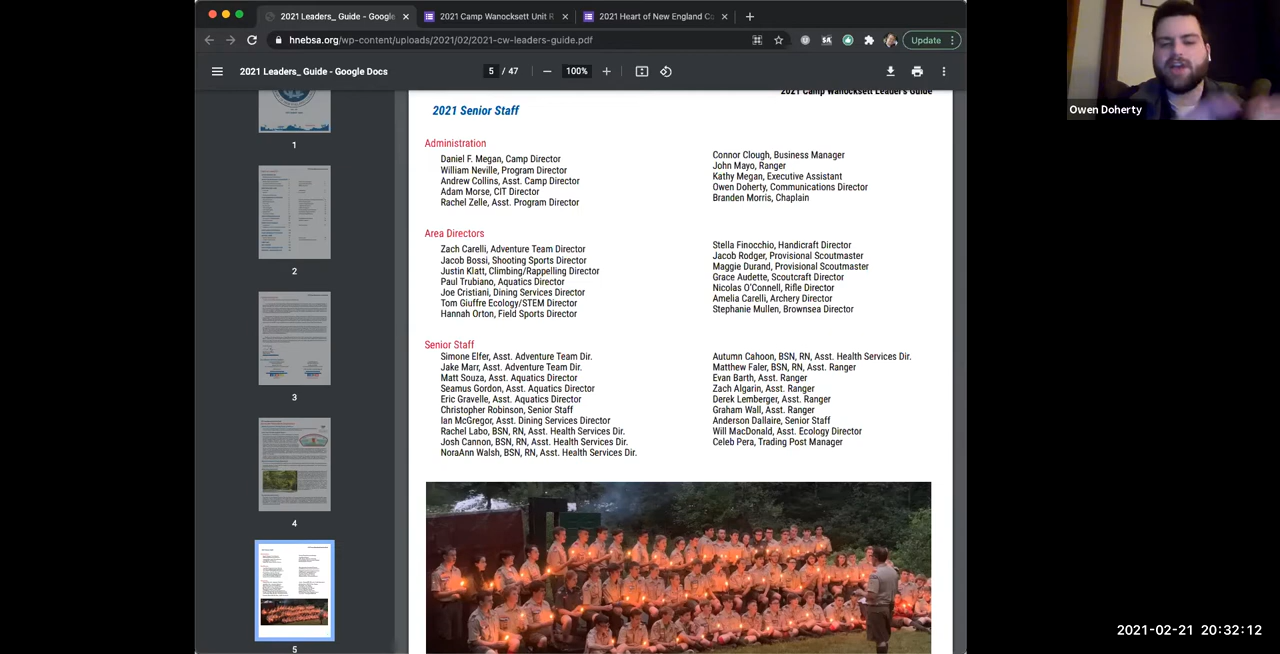 2021 Leaders_ Guide - Google
2021 Camp Wanocksett Unit R
2021 Heart of New England Co
hnebsa.org/wp-content/uploads/2021/02/2021-cw-leaders-guide.pdf
Update
2021 Leaders_ Guide - Google Docs
5 / 47
100%
Owen Doherty
1
2
3
4
5
2021 Camp Wanocksett Leader's Guide
2021 Senior Staff
Administration
Daniel F. Megan, Camp Director
William Neville, Program Director
Andrew Collins, Asst. Camp Director
Adam Morse, CIT Director
Rachel Zelle, Asst. Program Director
Connor Clough, Business Manager
John Mayo, Ranger
Kathy Megan, Executive Assistant
Owen Doherty, Communications Director
Branden Morris, Chaplain
Area Directors
Zach Carelli, Adventure Team Director
Jacob Bossi, Shooting Sports Director
Justin Klatt, Climbing/Rappelling Director
Paul Trubiano, Aquatics Director
Joe Cristiani, Dining Services Director
Tom Giuffre Ecology/STEM Director
Hannah Orton, Field Sports Director
Stella Finocchio, Handicraft Director
Jacob Rodger, Provisional Scoutmaster
Maggie Durand, Provisional Scoutmaster
Grace Audette, Scoutcraft Director
Nicolas O'Connell, Rifle Director
Amelia Carelli, Archery Director
Stephanie Mullen, Brownsea Director
Senior Staff
Simone Elfer, Asst. Adventure Team Dir.
Jake Marr, Asst. Adventure Team Dir.
Matt Souza, Asst. Aquatics Director
Seamus Gordon, Asst. Aquatics Director
Eric Gravelle, Asst. Aquatics Director
Christopher Robinson, Senior Staff
Ian McGregor, Asst. Dining Services Director
Rachel Labo, BSN, RN, Asst. Health Services Dir.
Josh Cannon, BSN, RN, Asst. Health Services Dir.
NoraAnn Walsh, BSN, RN, Asst. Health Services Dir.
Autumn Cahoon, BSN, RN, Asst. Health Services Dir.
Matthew Faler, BSN, RN, Asst. Ranger
Evan Barth, Asst. Ranger
Zach Algarin, Asst. Ranger
Derek Lemberger, Asst. Ranger
Graham Wall, Asst. Ranger
Anderson Dallaire, Senior Staff
Will MacDonald, Asst. Ecology Director
Celeb Pera, Trading Post Manager
2021-02-21 20:32:12